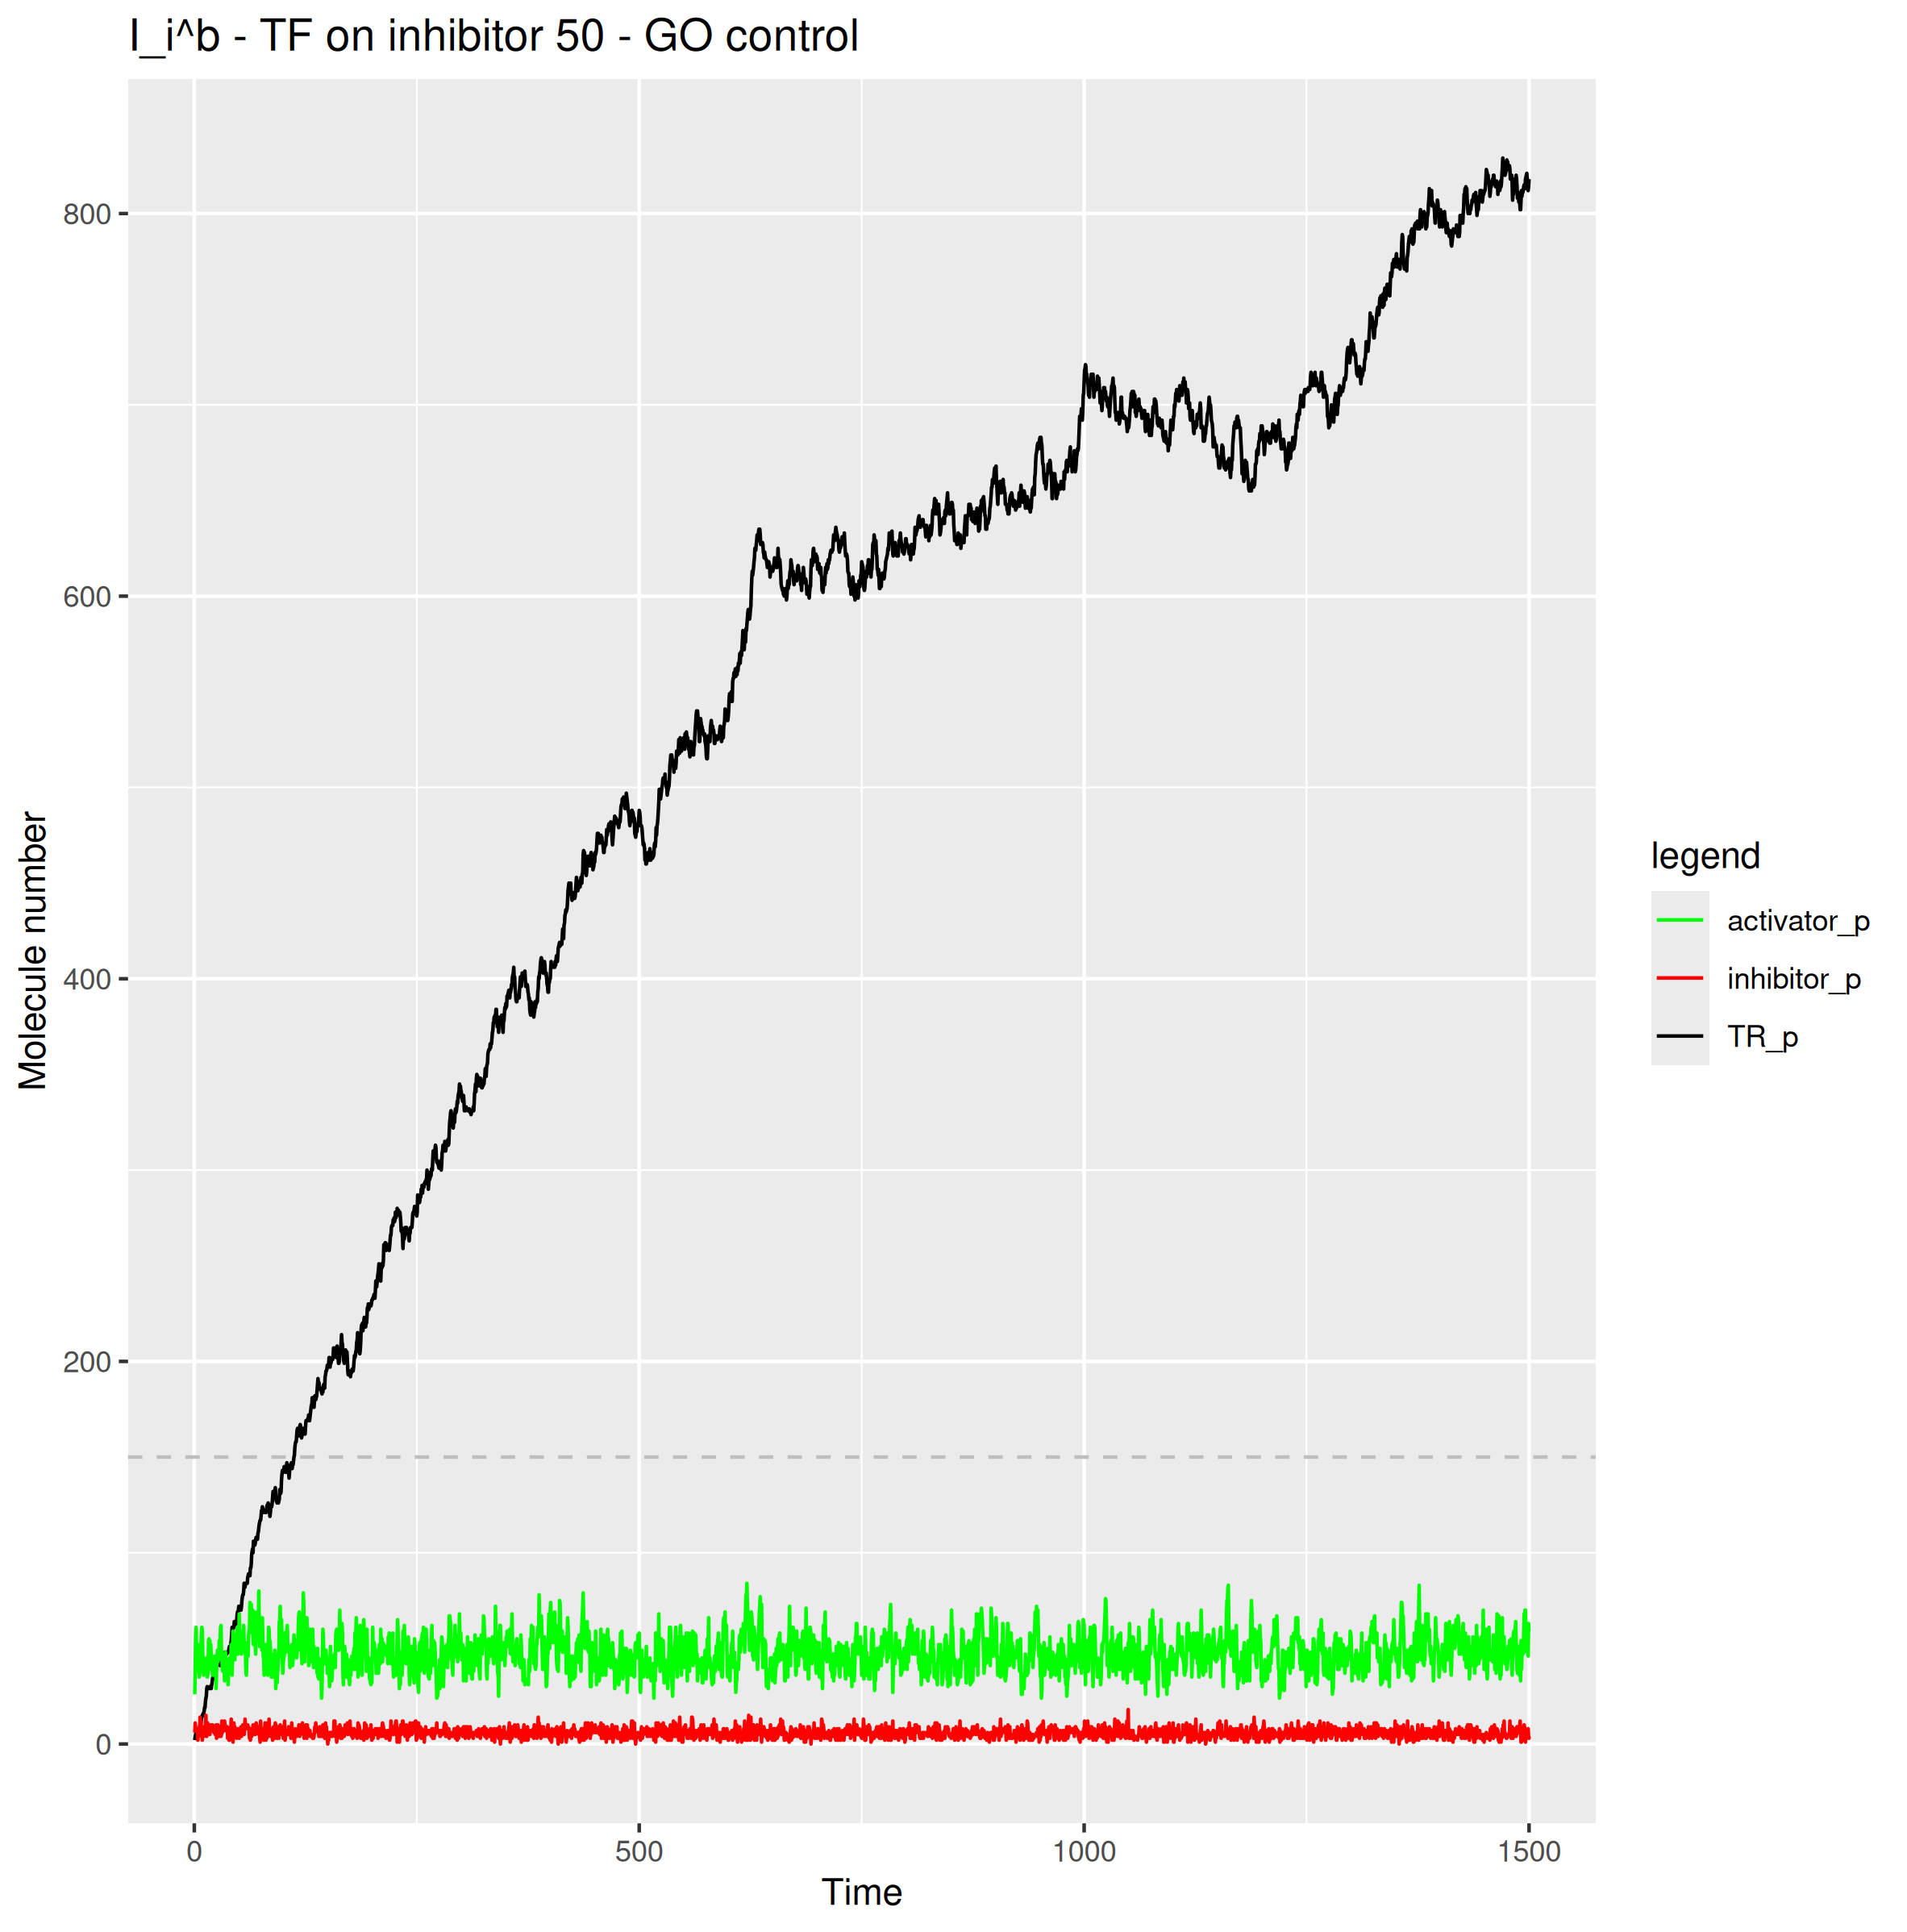 I_i^b - TF on inhibitor 50 - GO control
Molecule number
800
600
400
200
0
0 500 1000 1500
Time
legend
activator_p
inhibitor_p
TR_p